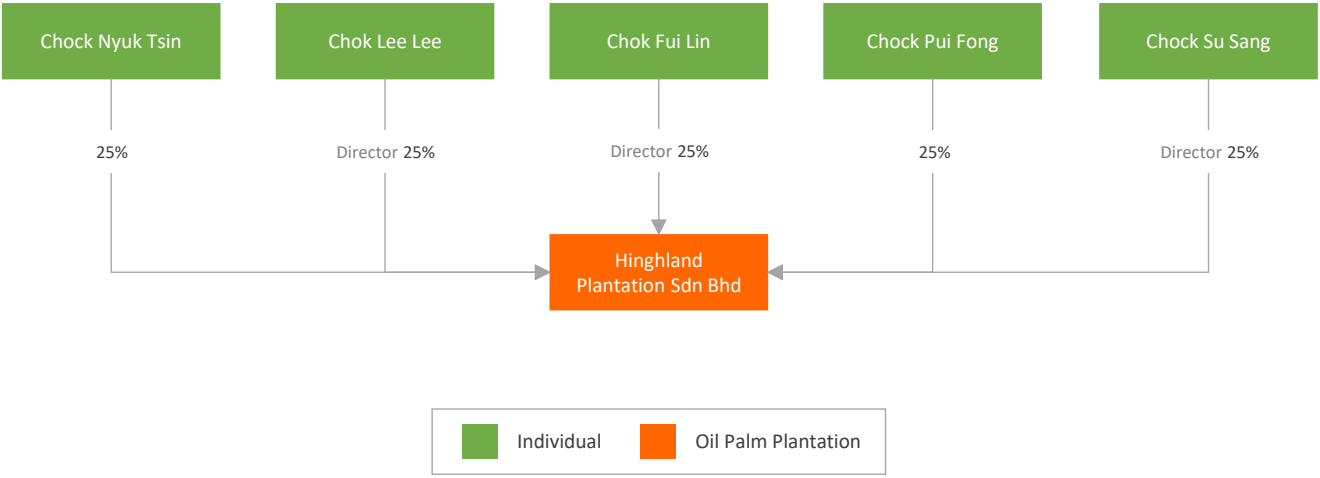 Chock Nyuk Tsin
Chok Lee Lee
Chok Fui Lin
Chock Pui Fong
Chock Su Sang
25%
Director 25%
Director 25%
25%
Director 25%
Hinghland
Plantation Sdn Bhd
Individual
Oil Palm Plantation